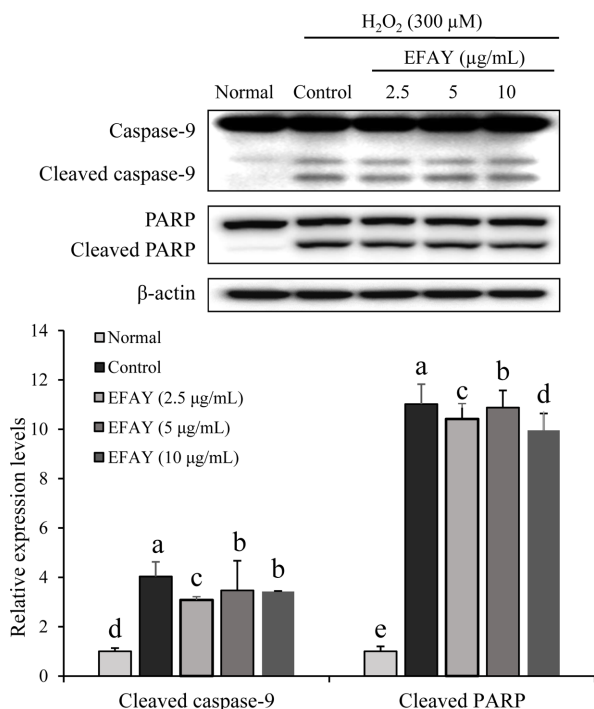 H₂O₂ (300 μM)
EFAY (μg/mL)
Normal Control 2.5 5 10
Caspase-9
Cleaved caspase-9
PARP
Cleaved PARP
β-actin
14
12
10
8
6
4
2
0
Relative expression levels
Normal
Control
EFAY (2.5 μg/mL)
EFAY (5 μg/mL)
EFAY (10 μg/mL)
d a c b b
e a c b d
Cleaved caspase-9 Cleaved PARP